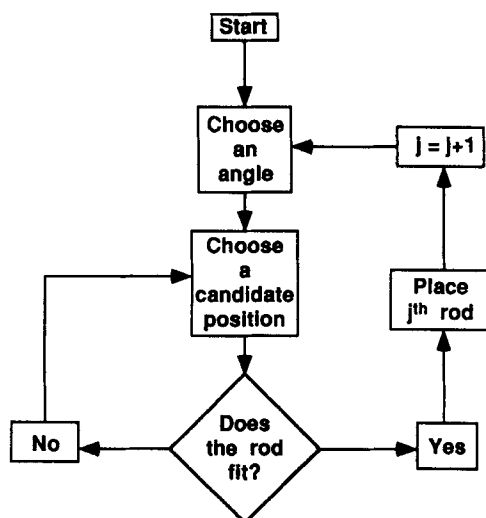 Start
Choose
an
angle
j = j+1
Choose
a
candidate
position
Place
jth rod
Does
the rod
fit?
No
Yes